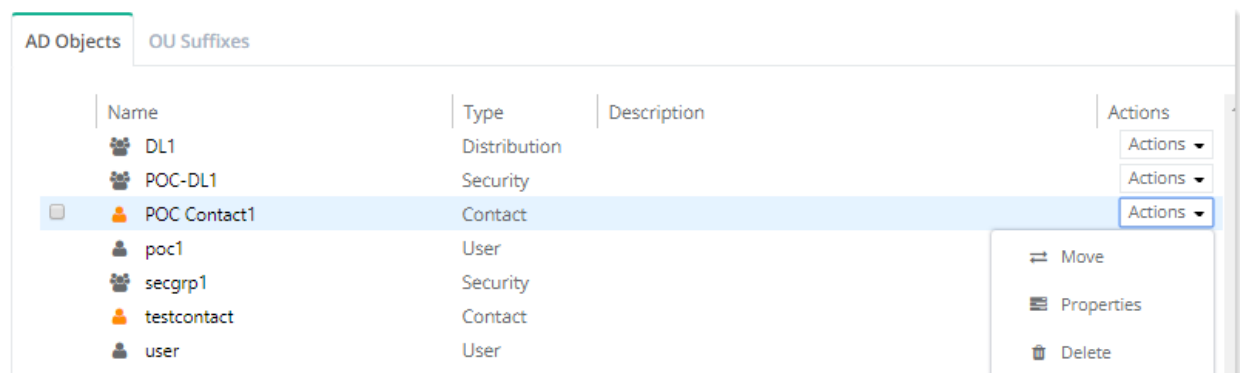 AD Objects OU Suffixes
Name Type Description Actions
DL1 Distribution Actions
POC-DL1 Security Actions
POC Contact1 Contact Actions
poc1 User
Move
secgrp1 Security
Properties
testcontact Contact
user User
Delete